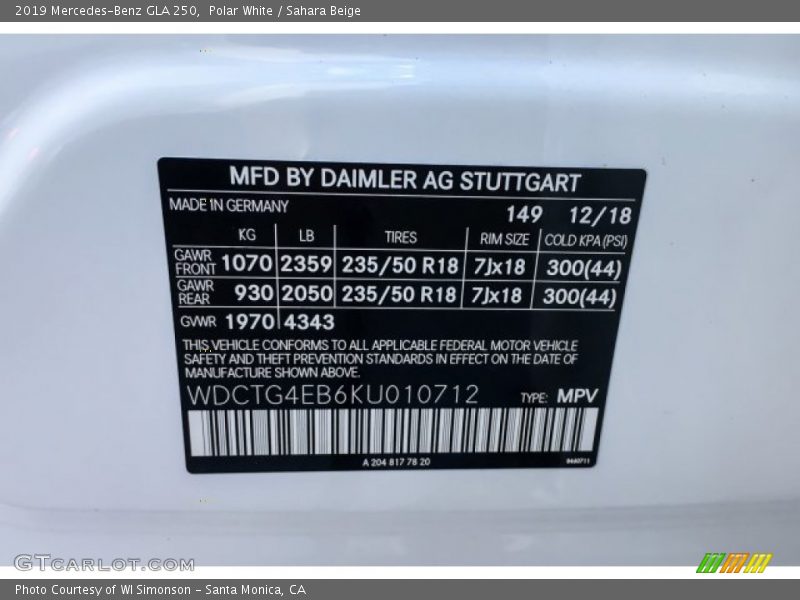 2019 Mercedes-Benz GLA 250,  Polar White / Sahara Beige
MFD BY DAIMLER AG STUTTGART
MADE IN GERMANY
149 12/18
KG LB TIRES RIM SIZE COLD KPA (PSI)
GAWR FRONT 1070 2359 235/50 R18 7Jx18 300(44)
GAWR REAR 930 2050 235/50 R18 7Jx18 300(44)
GVWR 1970 4343
THIS VEHICLE CONFORMS TO ALL APPLICABLE FEDERAL MOTOR VEHICLE
SAFETY AND THEFT PREVENTION STANDARDS IN EFFECT ON THE DATE OF
MANUFACTURE SHOWN ABOVE.
WDCTG4EB6KU010712 TYPE: MPV
A 204 817 78 20
GTCARLOT.COM
Photo Courtesy of WI Simonson - Santa Monica, CA